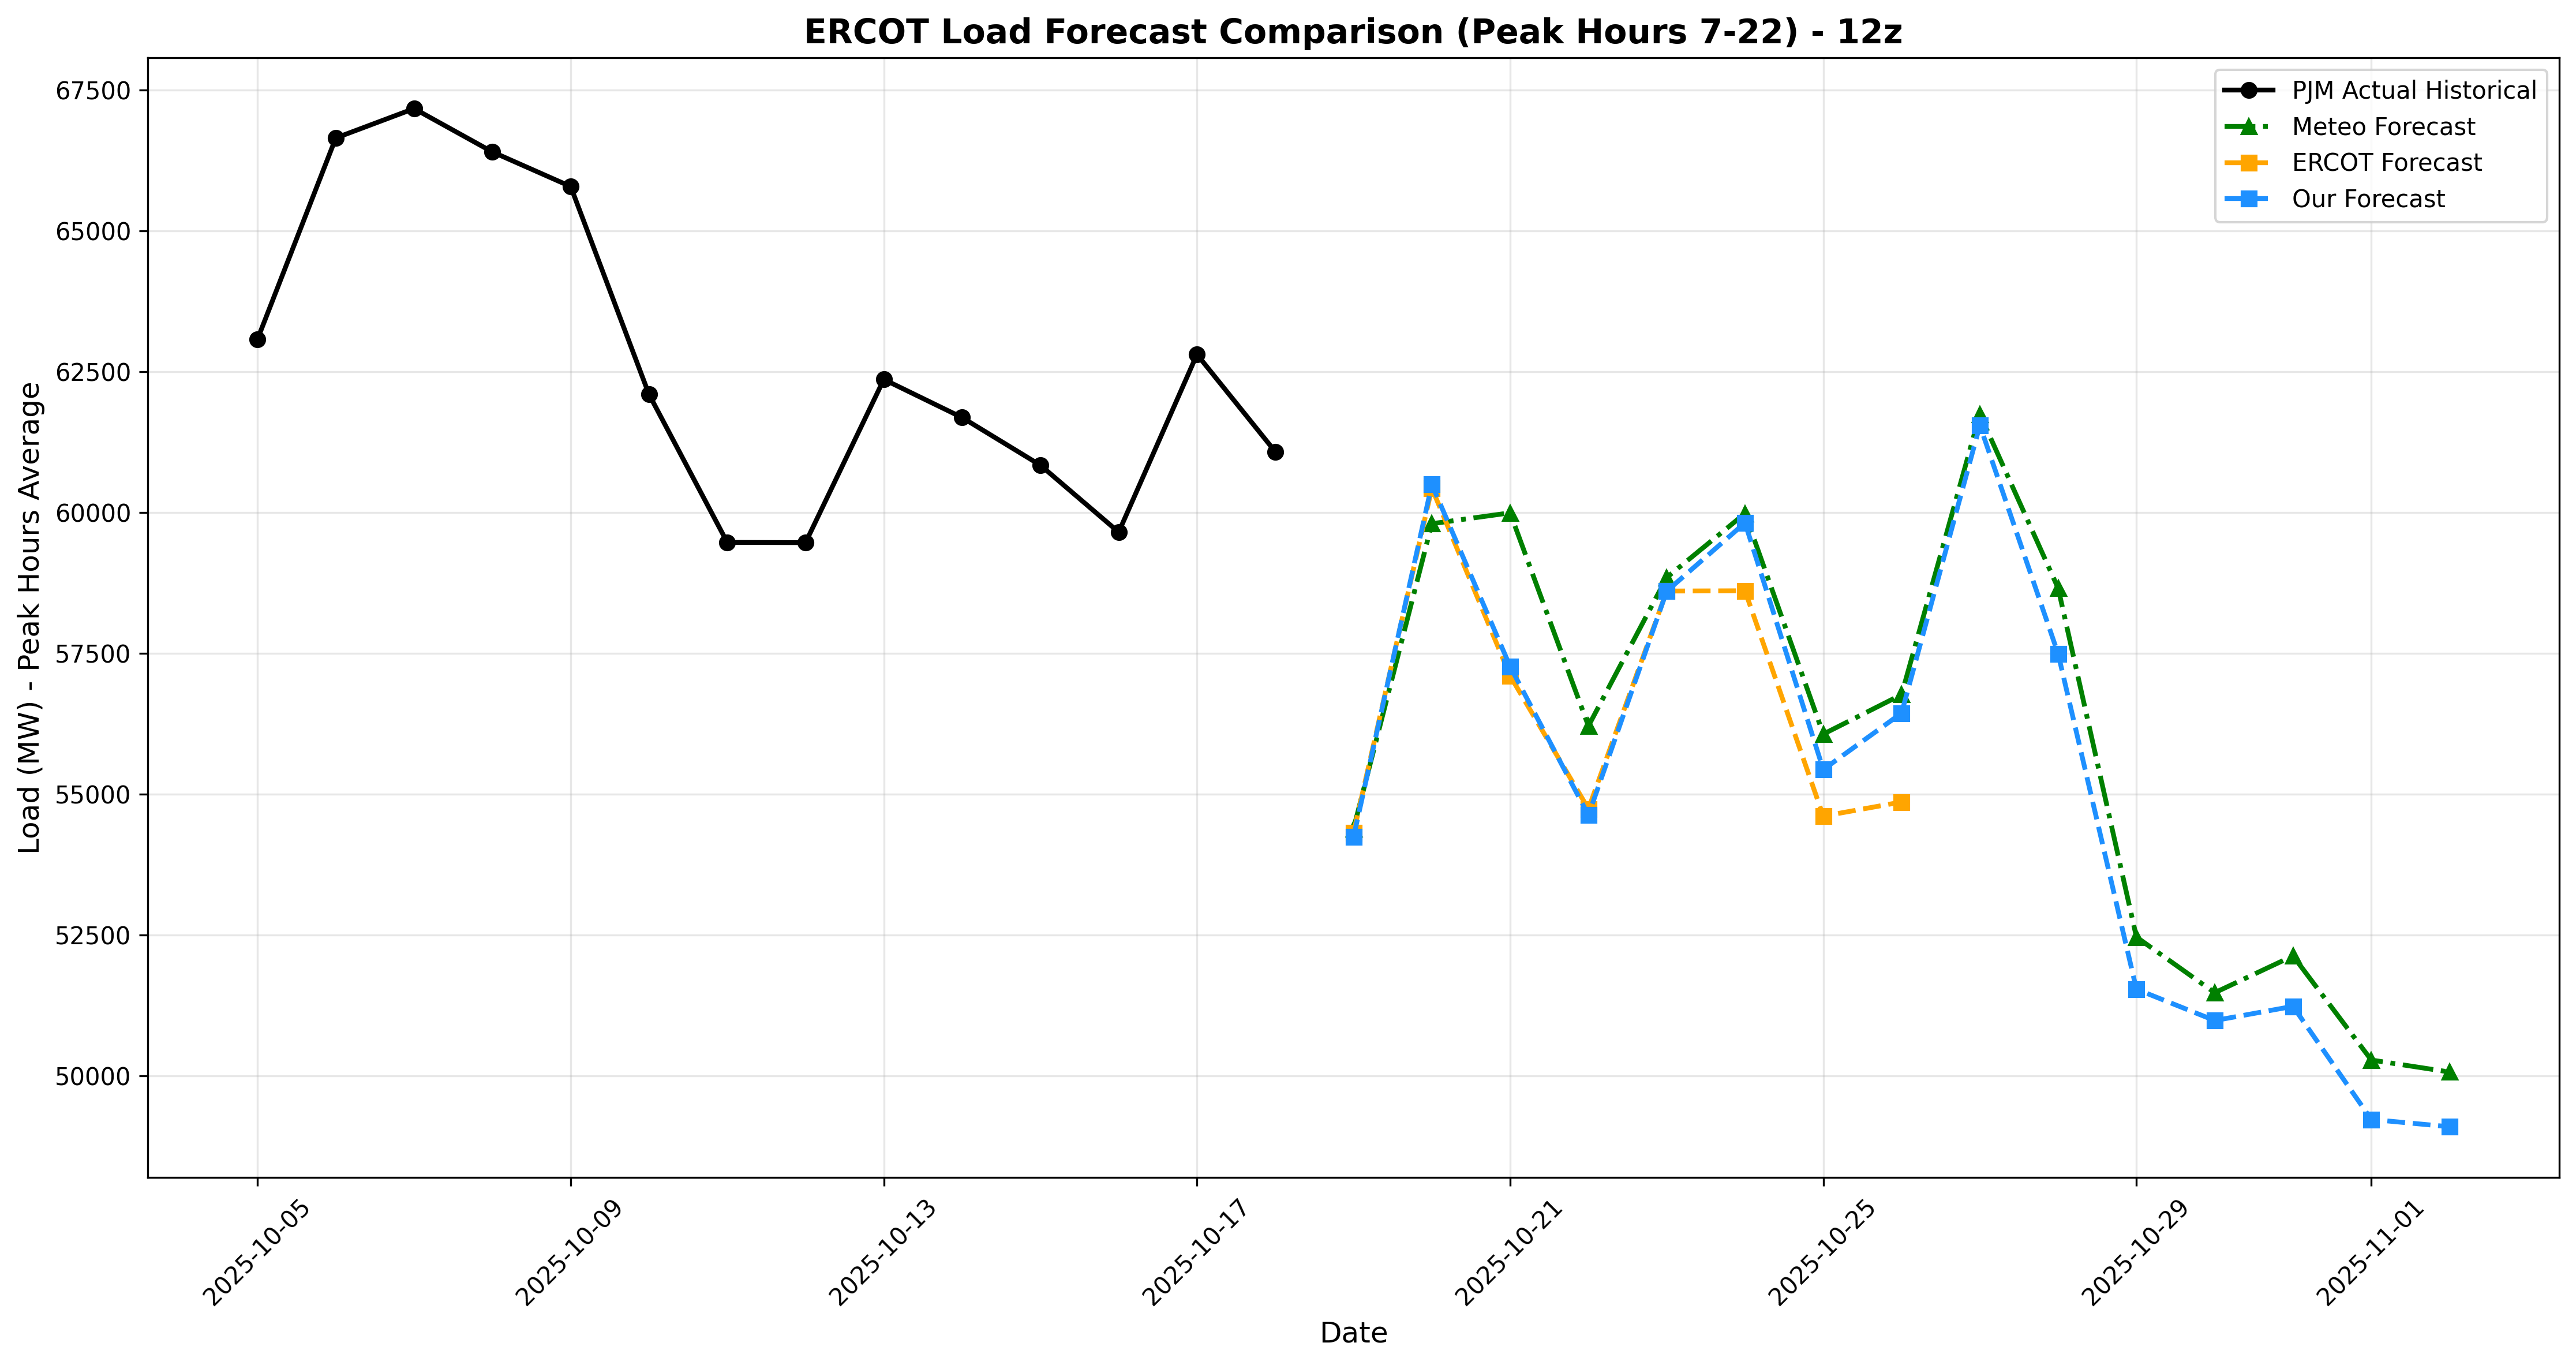 ERCOT Load Forecast Comparison (Peak Hours 7-22) - 12z
PJM Actual Historical
Meteo Forecast
ERCOT Forecast
Our Forecast
Load (MW) - Peak Hours Average
67500
65000
62500
60000
57500
55000
52500
50000
2025-10-05
2025-10-09
2025-10-13
2025-10-17
2025-10-21
2025-10-25
2025-10-29
2025-11-01
Date